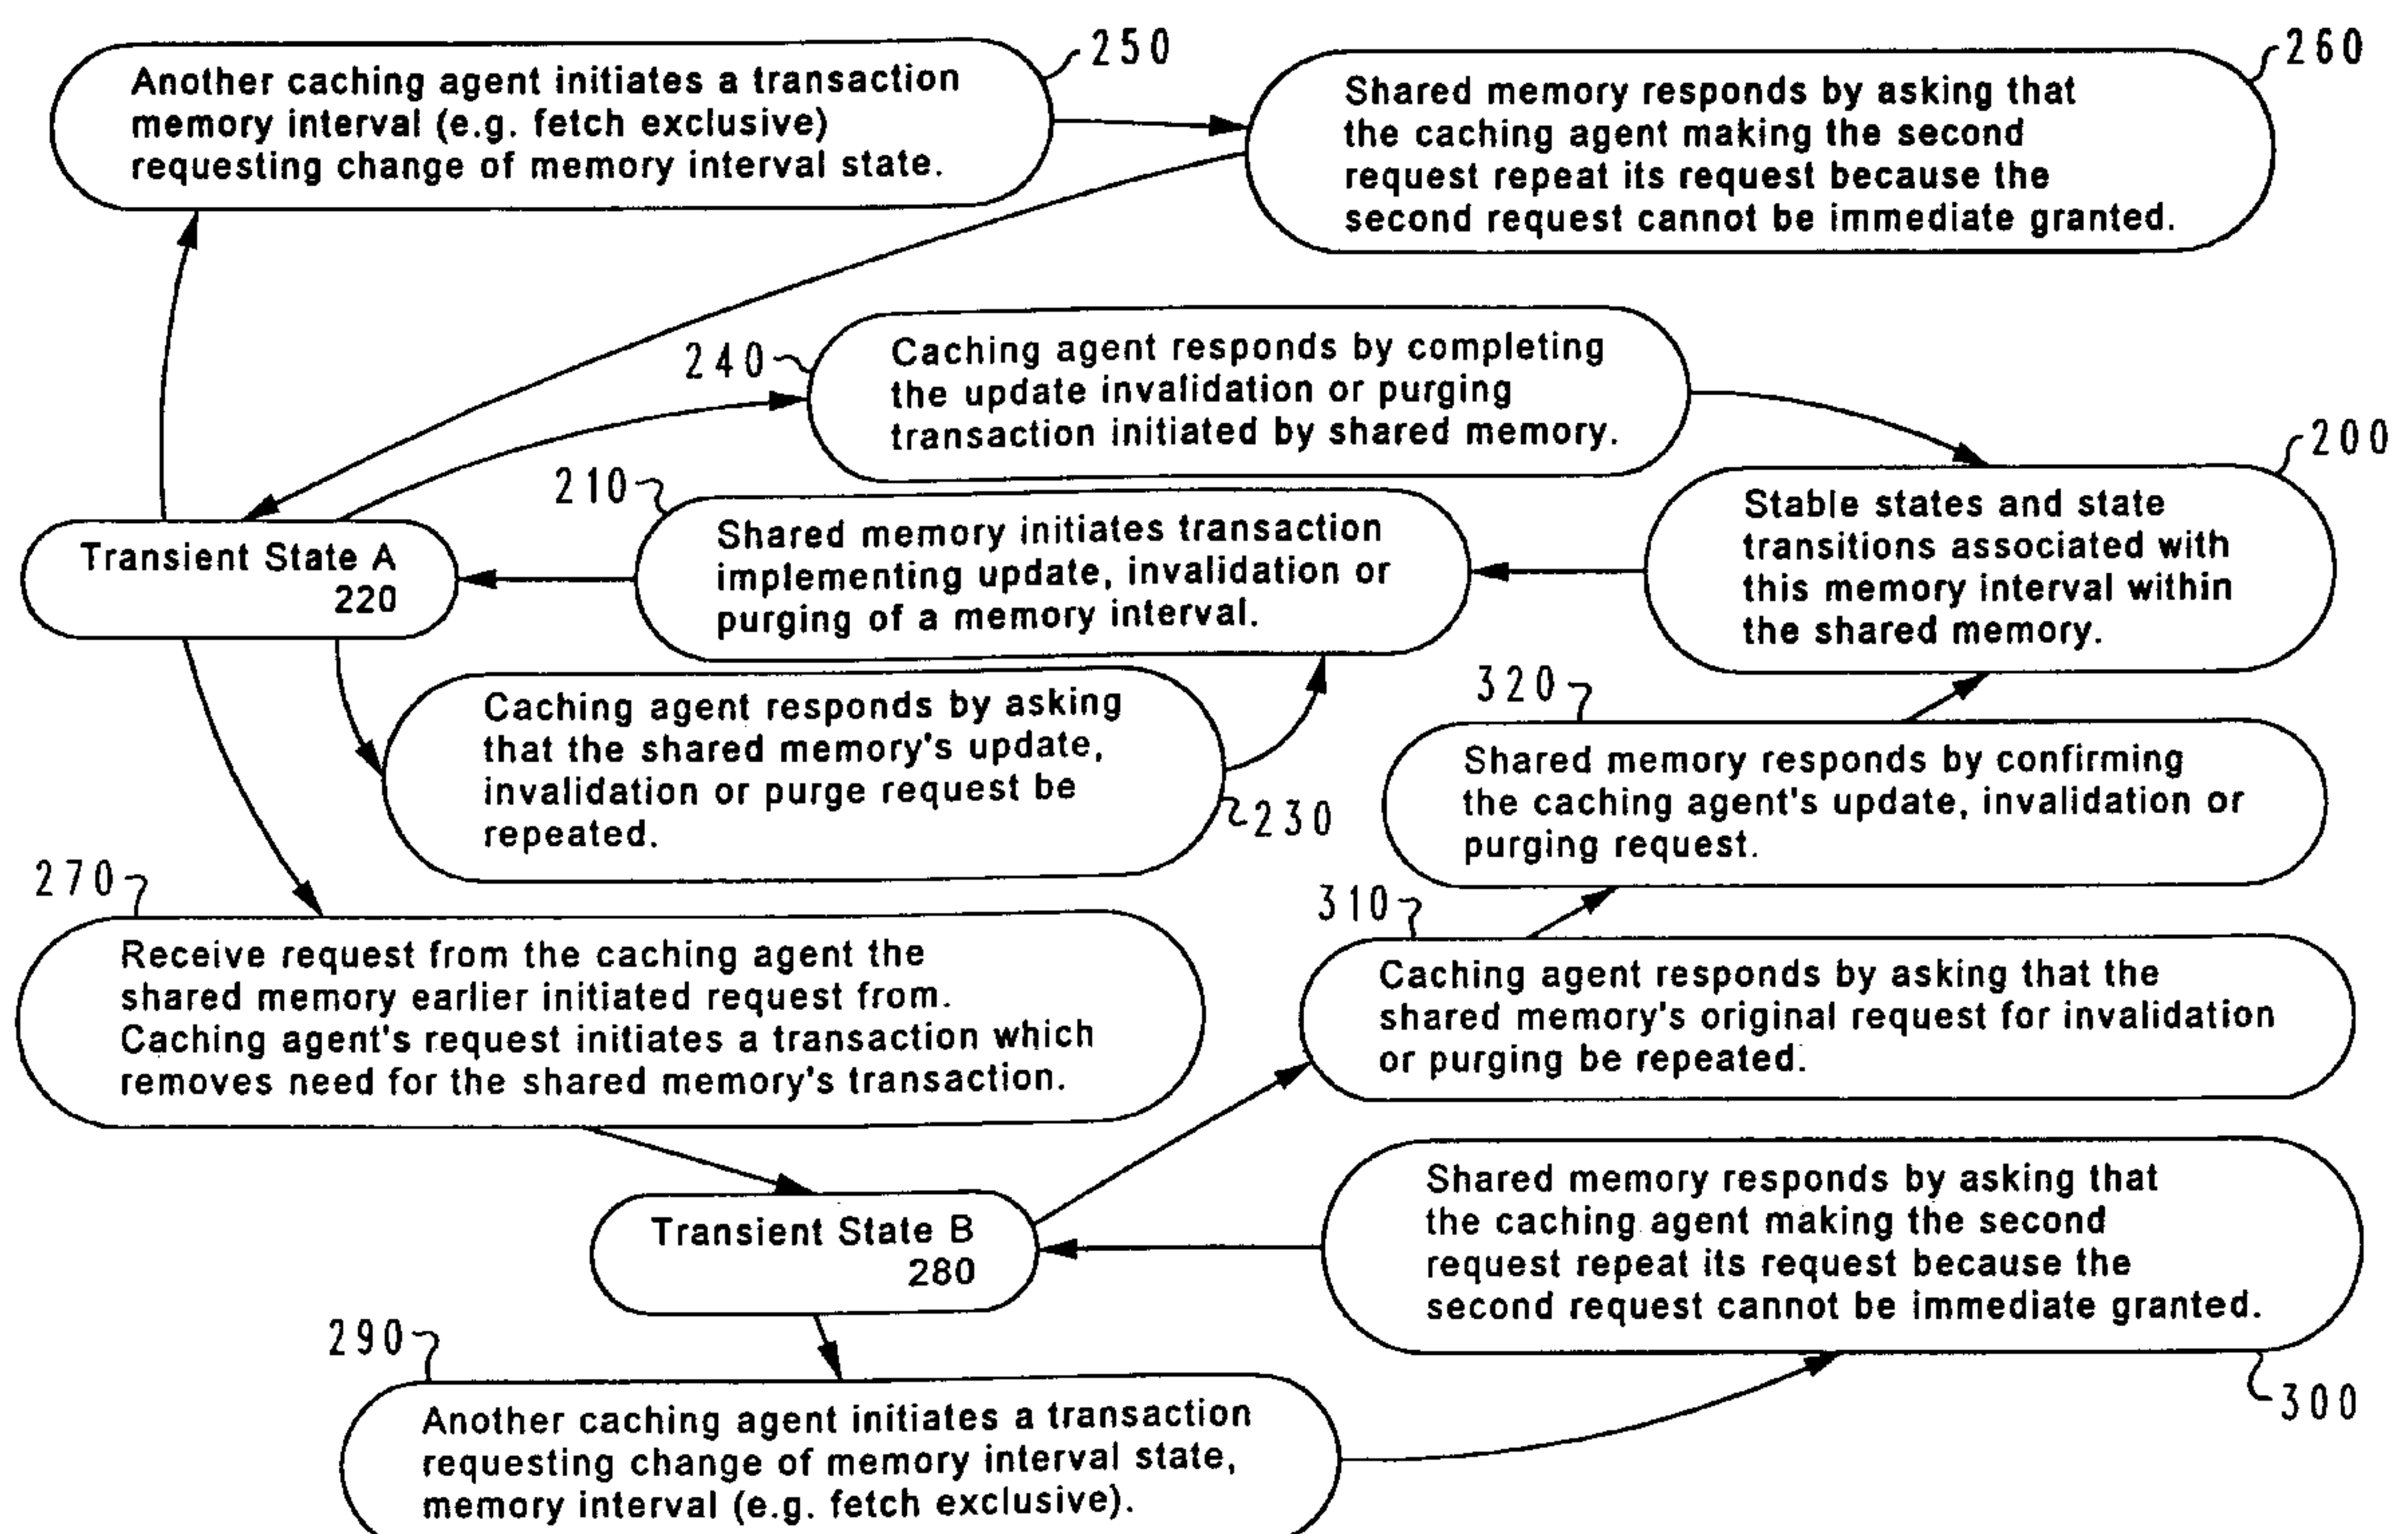 250
Another caching agent initiates a transaction
memory interval (e.g. fetch exclusive)
requesting change of memory interval state.
260
Shared memory responds by asking that
the caching agent making the second
request repeat its request because the
second request cannot be immediate granted.
240
Caching agent responds by completing
the update invalidation or purging
transaction initiated by shared memory.
200
Stable states and state
transitions associated with
this memory interval within
the shared memory.
210
Shared memory initiates transaction
implementing update, invalidation or
purging of a memory interval.
Transient State A
220
Caching agent responds by asking
that the shared memory's update,
invalidation or purge request be
repeated.
230
320
Shared memory responds by confirming
the caching agent's update, invalidation or
purging request.
270
Receive request from the caching agent the
shared memory earlier initiated request from.
Caching agent's request initiates a transaction which
removes need for the shared memory's transaction.
310
Caching agent responds by asking that the
shared memory's original request for invalidation
or purging be repeated.
Transient State B
280
Shared memory responds by asking that
the caching agent making the second
request repeat its request because the
second request cannot be immediate granted.
300
290
Another caching agent initiates a transaction
requesting change of memory interval state,
memory interval (e.g. fetch exclusive).